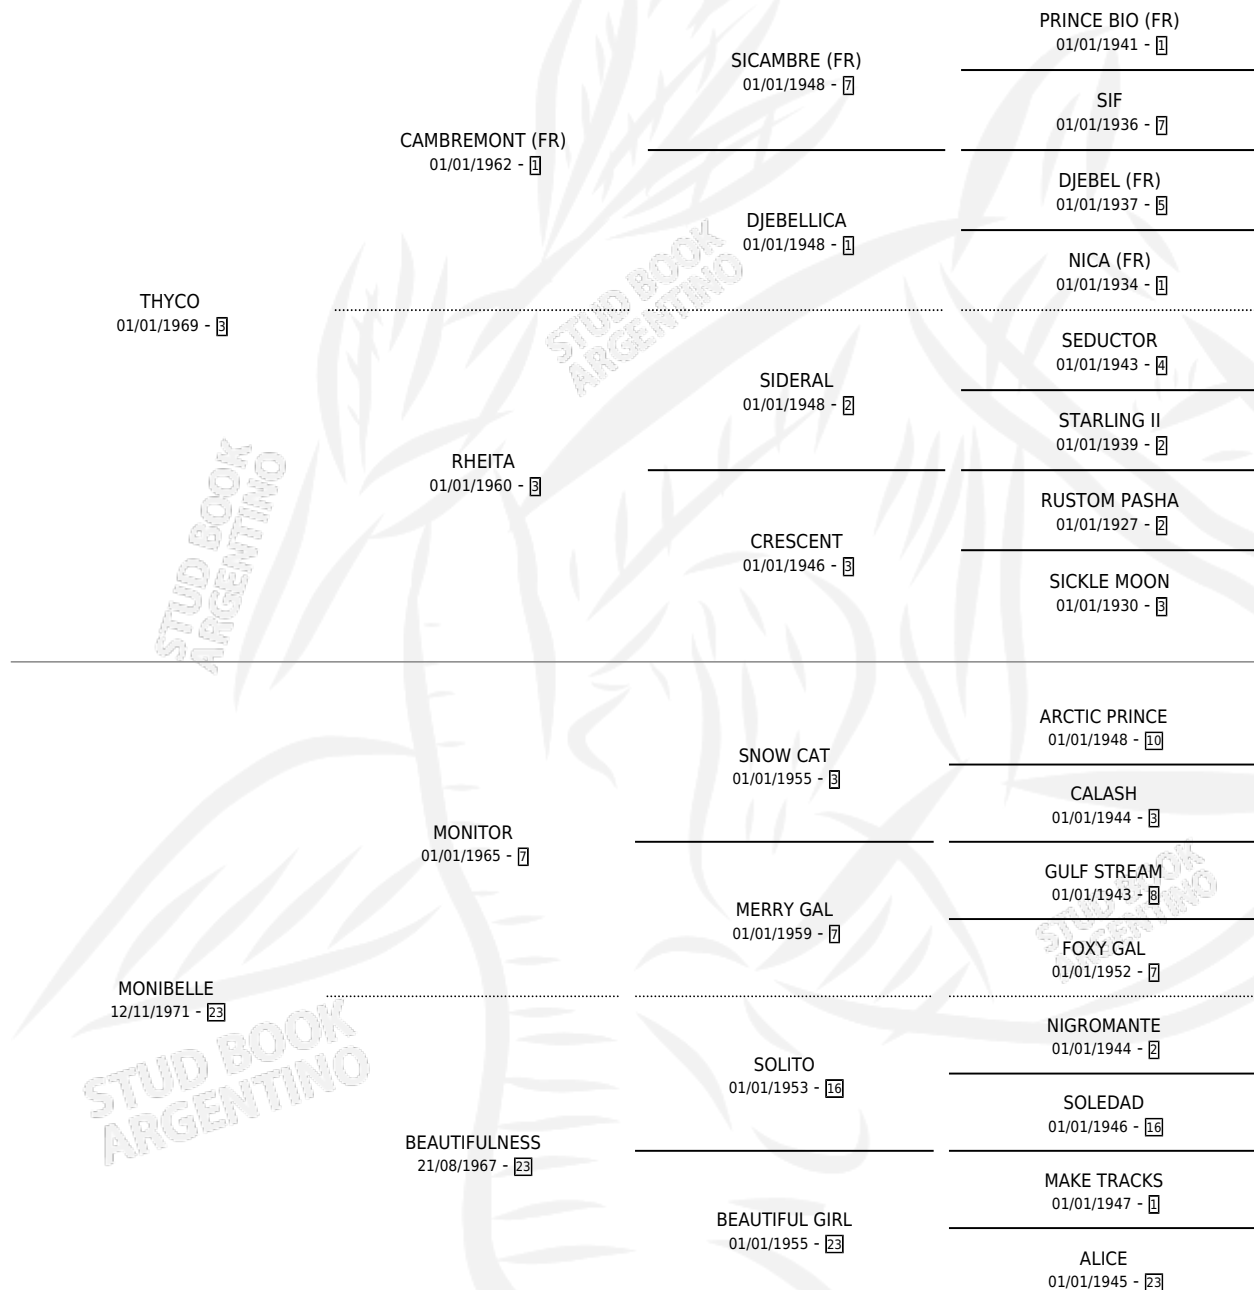 PRINCE BIO (FR)
01/01/1941 - 1
SICAMBRE (FR)
01/01/1948 - 7
SIF
01/01/1936 - 7
CAMBREMONT (FR)
01/01/1962 - 1
DJEBEL (FR)
01/01/1937 - 5
DJEBELLICA
01/01/1948 - 1
NICA (FR)
01/01/1934 - 1
THYCO
01/01/1969 - 3
SEDUCTOR
01/01/1943 - 4
SIDERAL
01/01/1948 - 2
STARLING II
01/01/1939 - 2
RHEITA
01/01/1960 - 3
RUSTOM PASHA
01/01/1927 - 2
CRESCENT
01/01/1946 - 3
SICKLE MOON
01/01/1930 - 3
ARCTIC PRINCE
01/01/1948 - 10
SNOW CAT
01/01/1955 - 3
CALASH
01/01/1944 - 3
MONITOR
01/01/1965 - 7
GULF STREAM
01/01/1943 - 8
MERRY GAL
01/01/1959 - 7
FOXY GAL
01/01/1952 - 7
MONIBELLE
12/11/1971 - 23
NIGROMANTE
01/01/1944 - 2
SOLITO
01/01/1953 - 16
SOLEDAD
01/01/1946 - 16
BEAUTIFULNESS
21/08/1967 - 23
MAKE TRACKS
01/01/1947 - 1
BEAUTIFUL GIRL
01/01/1955 - 23
ALICE
01/01/1945 - 23
STUD BOOK
ARGENTINO
STUD BOOK
ARGENTINO
STUD BOOK
ARGENTINO
STUD BOOK
ARGENTINO